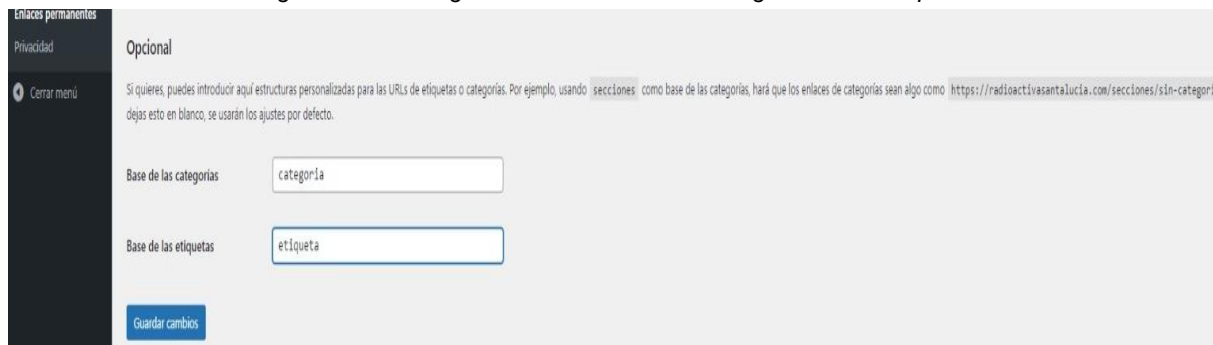 Enlaces permanentes
Privacidad
Cerrar menú
Opcional
Si quieres, puedes introducir aquí estructuras personalizadas para las URLs de etiquetas o categorías. Por ejemplo, usando secciones como base de las categorías, hará que los enlaces de categorías sean algo como https://radioactivasantalucia.com/secciones/sin-categori
dejas esto en blanco, se usarán los ajustes por defecto.
Base de las categorías
categoria
Base de las etiquetas
etiqueta
Guardar cambios